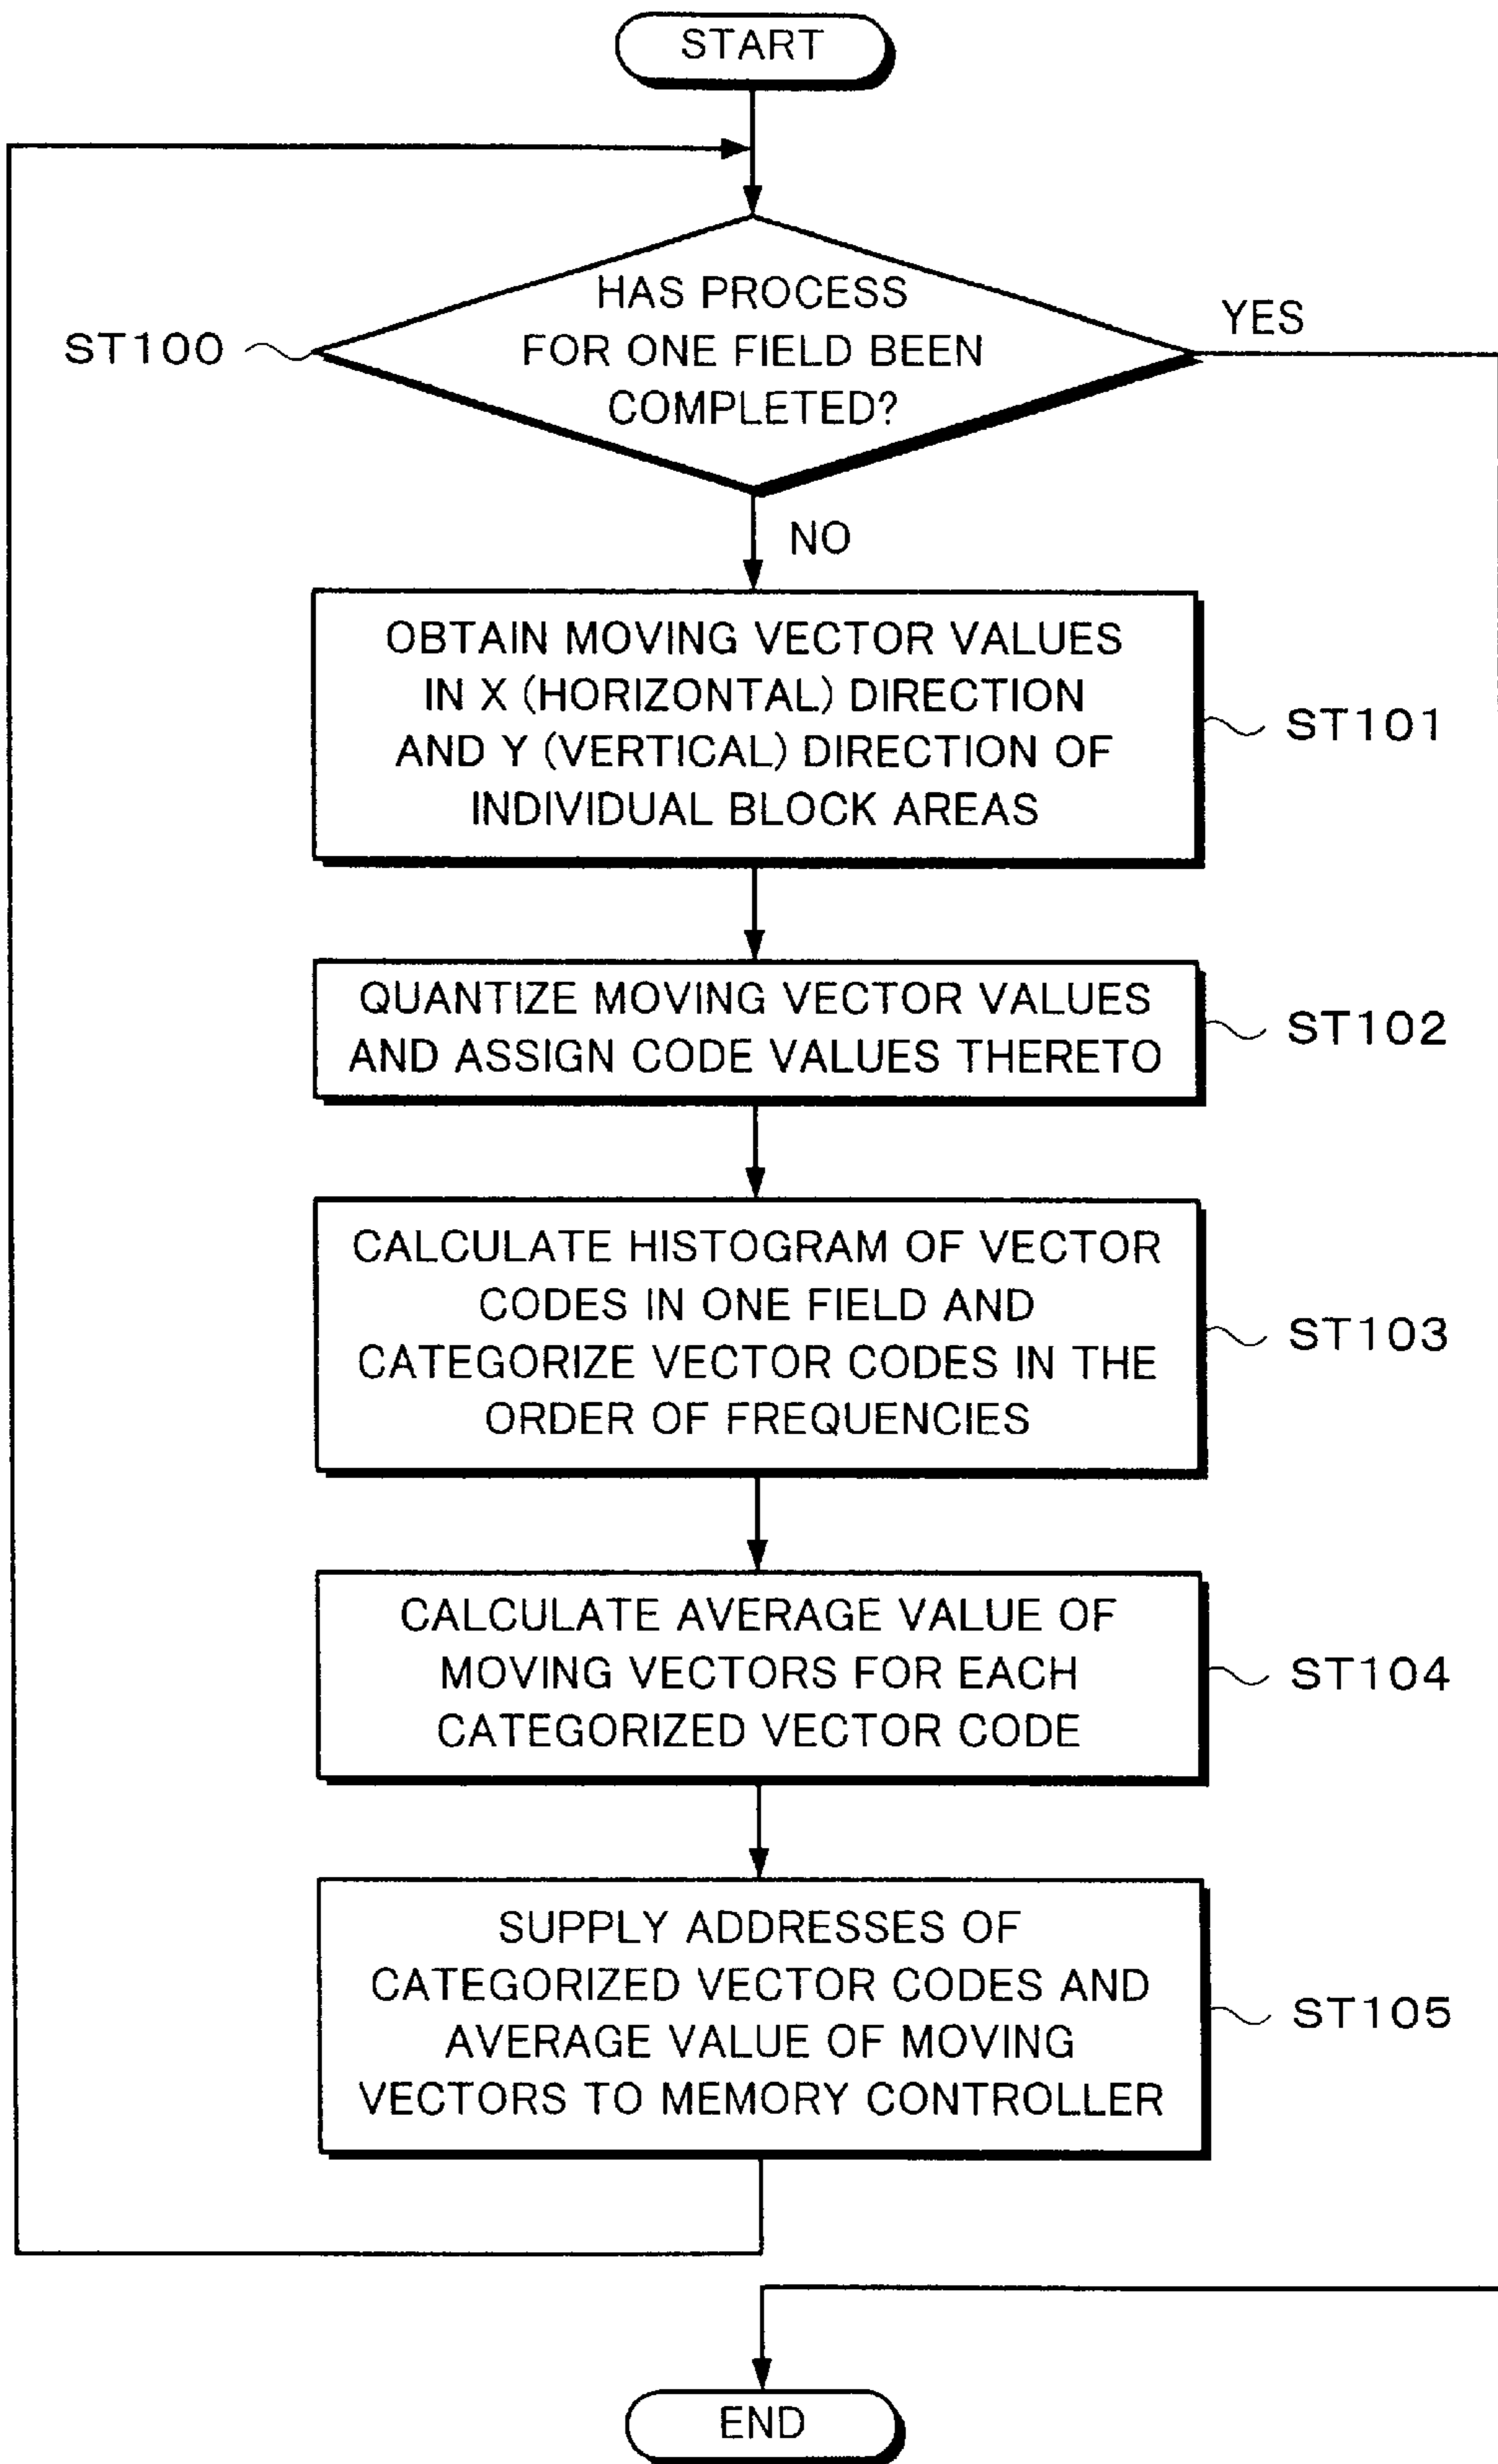 START
HAS PROCESS
FOR ONE FIELD BEEN
COMPLETED?
ST100
YES
NO
OBTAIN MOVING VECTOR VALUES
IN X (HORIZONTAL) DIRECTION
AND Y (VERTICAL) DIRECTION OF
INDIVIDUAL BLOCK AREAS
ST101
QUANTIZE MOVING VECTOR VALUES
AND ASSIGN CODE VALUES THERETO
ST102
CALCULATE HISTOGRAM OF VECTOR
CODES IN ONE FIELD AND
CATEGORIZE VECTOR CODES IN THE
ORDER OF FREQUENCIES
ST103
CALCULATE AVERAGE VALUE OF
MOVING VECTORS FOR EACH
CATEGORIZED VECTOR CODE
ST104
SUPPLY ADDRESSES OF
CATEGORIZED VECTOR CODES AND
AVERAGE VALUE OF MOVING
VECTORS TO MEMORY CONTROLLER
ST105
END